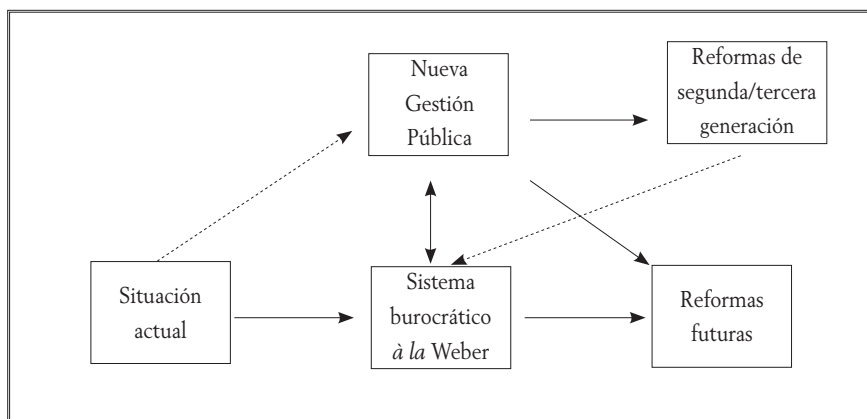 Nueva
Gestión
Pública
Reformas de
segunda/tercera
generación
Situación
actual
Sistema
burocrático
à la Weber
Reformas
futuras